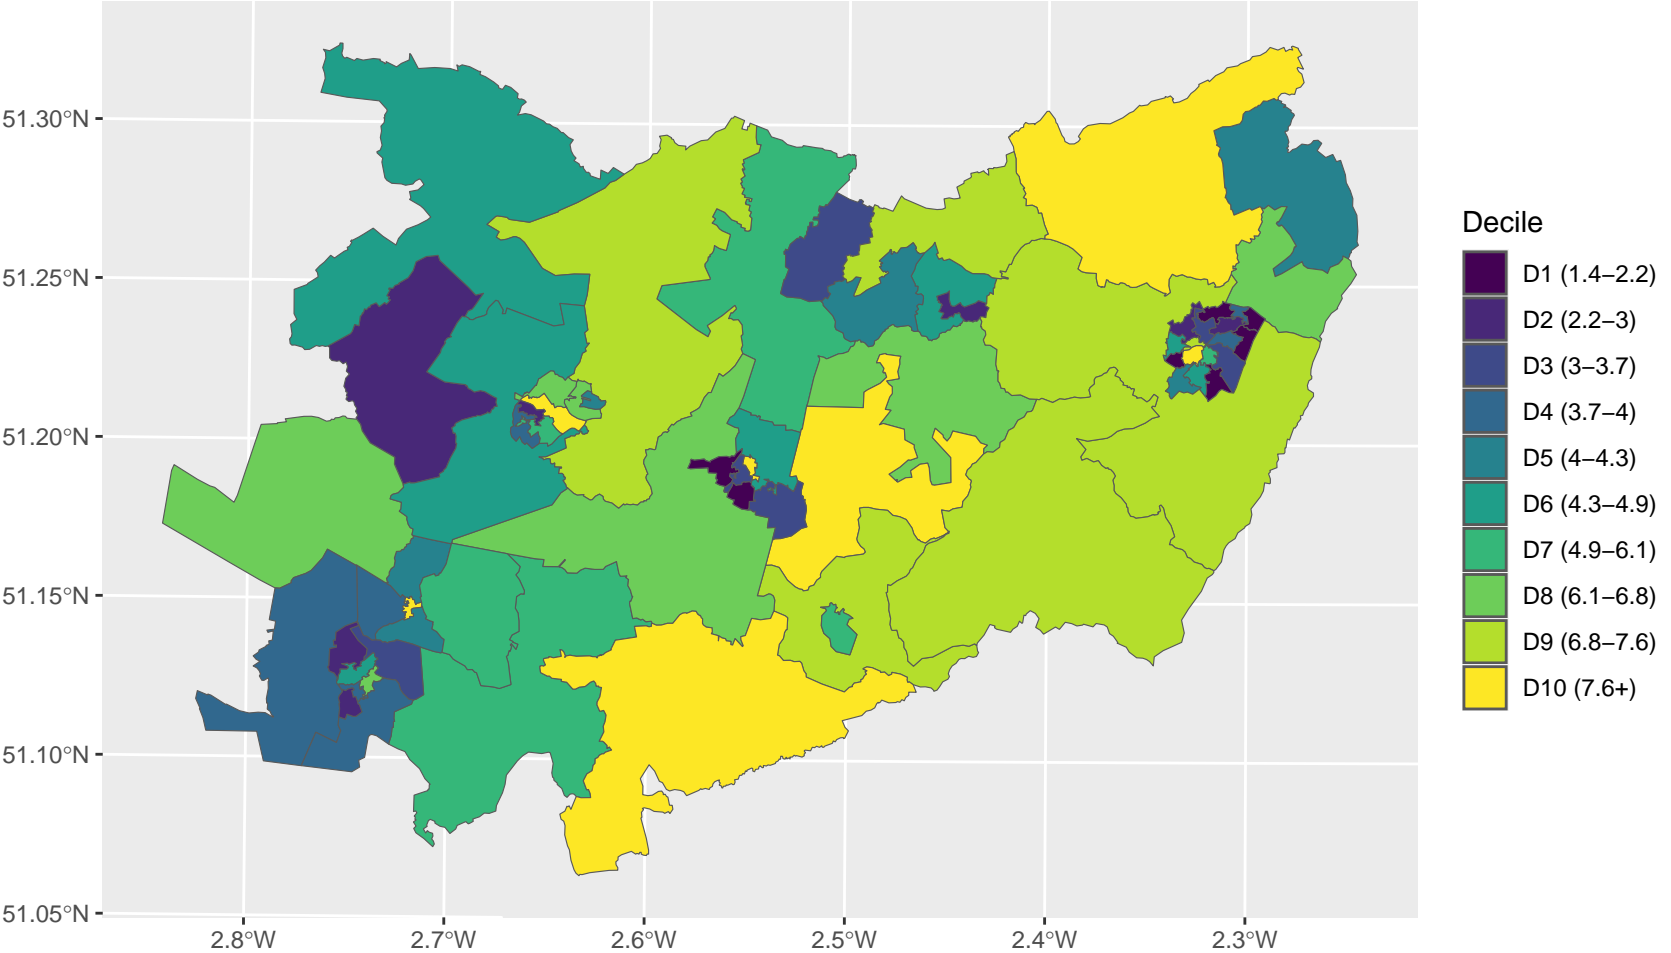 51.30°N
51.25°N
51.20°N
51.15°N
51.10°N
51.05°N
2.8°W 2.7°W 2.6°W 2.5°W 2.4°W 2.3°W
Decile
D1 (1.4–2.2)
D2 (2.2–3)
D3 (3–3.7)
D4 (3.7–4)
D5 (4–4.3)
D6 (4.3–4.9)
D7 (4.9–6.1)
D8 (6.1–6.8)
D9 (6.8–7.6)
D10 (7.6+)